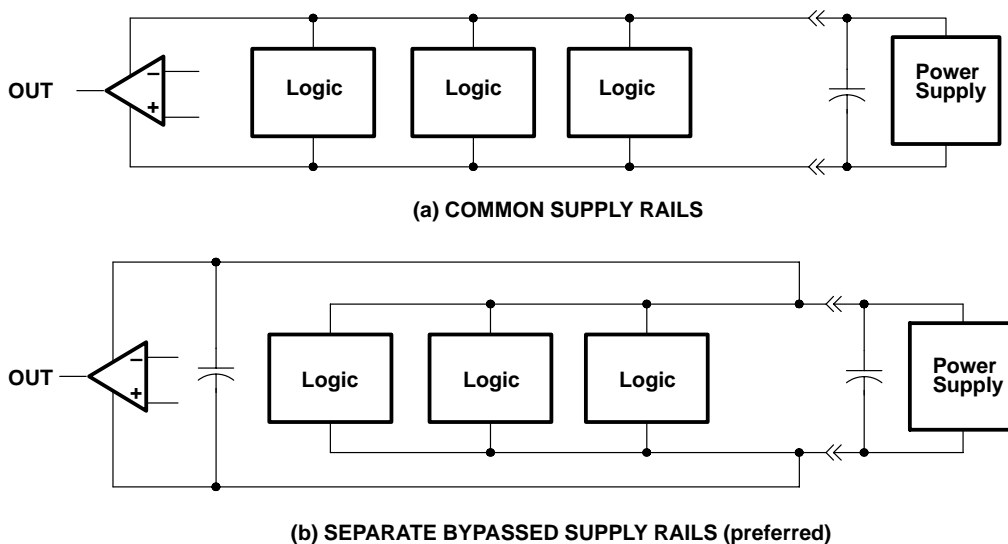 OUT
−
+
Logic
Logic
Logic
Power
Supply
(a) COMMON SUPPLY RAILS
OUT
−
+
Logic
Logic
Logic
Power
Supply
(b) SEPARATE BYPASSED SUPPLY RAILS (preferred)